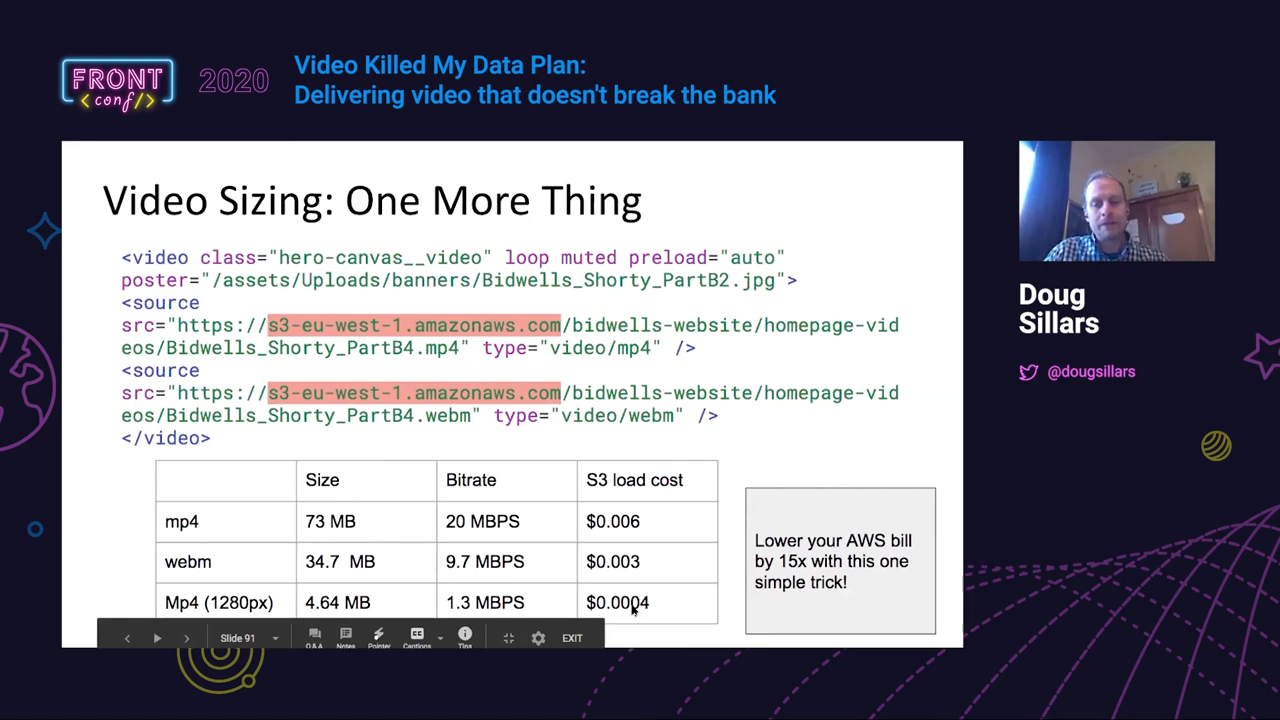 FRONT
<conf/>
2020
Video Killed My Data Plan:
Delivering video that doesn't break the bank
Video Sizing: One More Thing
<video class="hero-canvas__video" loop muted preload="auto"
poster="/assets/Uploads/banners/Bidwells_Shorty_PartB2.jpg">
<source
src="https://s3-eu-west-1.amazonaws.com/bidwells-website/homepage-vid
eos/Bidwells_Shorty_PartB4.mp4" type="video/mp4" />
<source
src="https://s3-eu-west-1.amazonaws.com/bidwells-website/homepage-vid
eos/Bidwells_Shorty_PartB4.webm" type="video/webm" />
</video>
Size Bitrate S3 load cost
mp4 73 MB 20 MBPS $0.006
webm 34.7 MB 9.7 MBPS $0.003
Mp4 (1280px) 4.64 MB 1.3 MBPS $0.0004
Lower your AWS bill
by 15x with this one
simple trick!
Slide 91 Q&A Notes Pointer Captions Tips EXIT
Doug
Sillars
@dougsillars